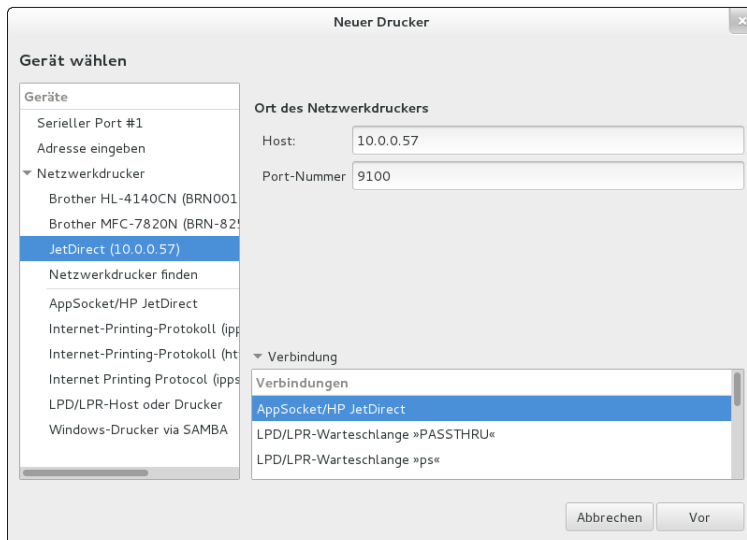 Neuer Drucker
Gerät wählen
Geräte
Serieller Port #1
Adresse eingeben
Netzwerkdrucker
Brother HL-4140CN (BRN001
Brother MFC-7820N (BRN-825
JetDirect (10.0.0.57)
Netzwerkdrucker finden
AppSocket/HP JetDirect
Internet-Printing-Protokoll (ipp
Internet-Printing-Protokoll (ht
Internet Printing Protocol (ipps
LPD/LPR-Host oder Drucker
Windows-Drucker via SAMBA
Ort des Netzwerkdruckers
Host: 10.0.0.57
Port-Nummer 9100
Verbindung
Verbindungen
AppSocket/HP JetDirect
LPD/LPR-Warteschlange »PASSTHRU«
LPD/LPR-Warteschlange »ps«
Abbrechen
Vor